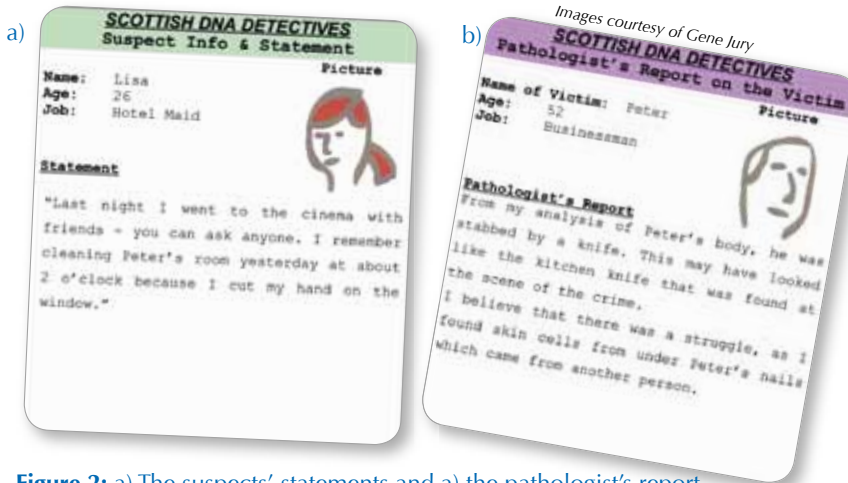 Images courtesy of Gene Jury
a)
SCOTTISH DNA DETECTIVES
Suspect Info & Statement
Picture
Name: Lisa
Age: 26
Job: Hotel Maid
Statement
"Last night I went to the cinema with
friends - you can ask anyone. I remember
cleaning Peter's room yesterday at about
2 o'clock because I cut my hand on the
window."
b)
SCOTTISH DNA DETECTIVES
Pathologist's Report on the Victim
Picture
Name of Victim: Peter
Age: 52
Job: Businessman
Pathologist's Report
From my analysis of Peter's body, he was
stabbed by a knife. This may have looked
like the kitchen knife that was found at
the scene of the crime.
I believe that there was a struggle, as I
found skin cells from under Peter's nails
which came from another person.
Figure 2: a) The suspects' statements and a) the pathologist's report